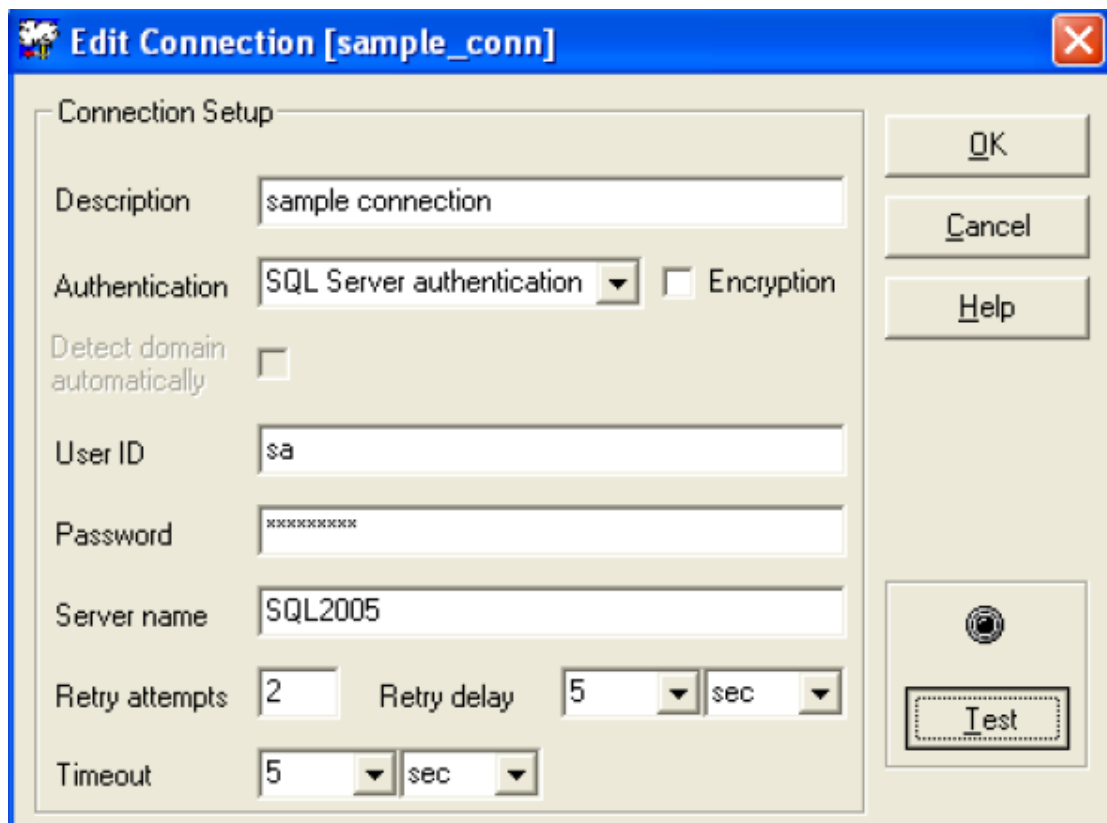 Edit Connection [sample_conn]
Connection Setup
OK
Description sample connection
Cancel
Authentication SQL Server authentication Encryption
Help
Detect domain
automatically
User ID sa
Password *********
Server name SQL2005
Retry attempts 2 Retry delay 5 sec
Test
Timeout 5 sec